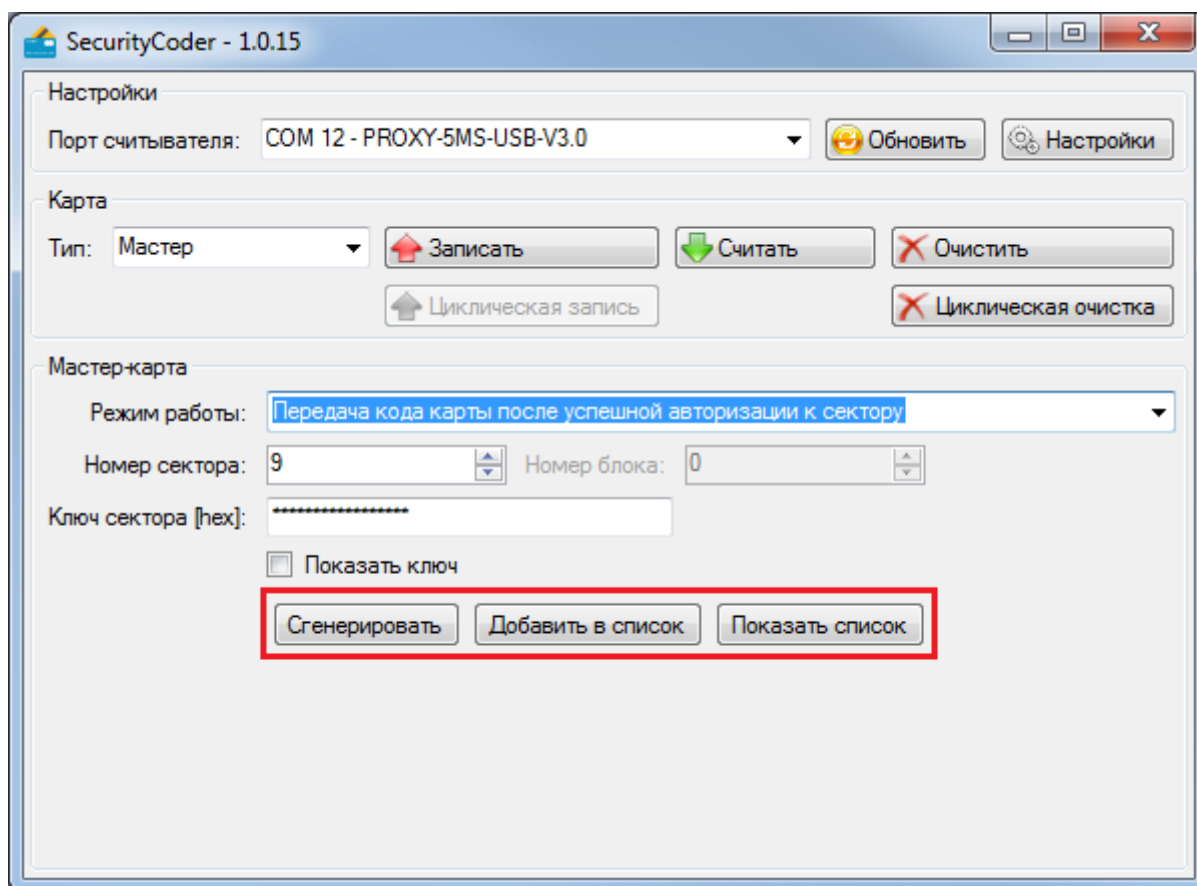 SecurityCoder - 1.0.15
Настройки
Порт считывателя: COM 12 - PROXY-5MS-USB-V3.0 Обновить Настройки
Карта
Тип: Мастер Записать Считать Очистить
Циклическая запись Циклическая очистка
Мастер-карта
Режим работы: Передача кода карты после успешной авторизации к сектору
Номер сектора: 9 Номер блока: 0
Ключ сектора [hex]: *****************
Показать ключ
Сгенерировать Добавить в список Показать список